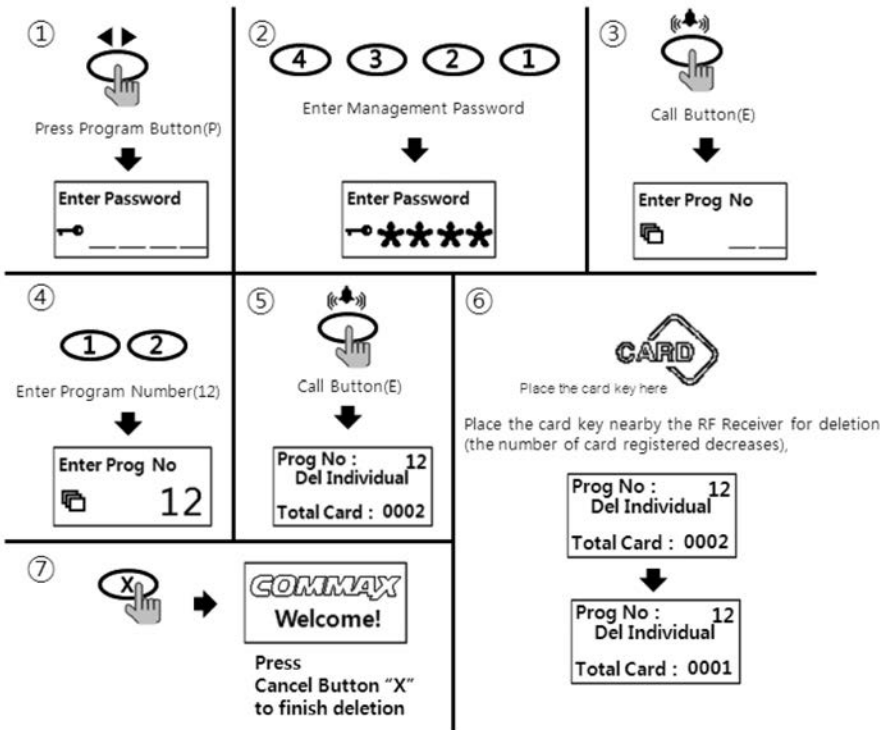 ①
Press Program Button(P)
Enter Password
②
4 3 2 1
Enter Management Password
Enter Password
③
Call Button(E)
Enter Prog No
④
1 2
Enter Program Number(12)
Enter Prog No
12
⑤
Call Button(E)
Prog No : 12
Del Individual
Total Card : 0002
⑥
CARD
Place the card key here
Place the card key nearby the RF Receiver for deletion
(the number of card registered decreases),
Prog No : 12
Del Individual
Total Card : 0002
Prog No : 12
Del Individual
Total Card : 0001
⑦
X
COMMAX
Welcome!
Press
Cancel Button “X”
to finish deletion